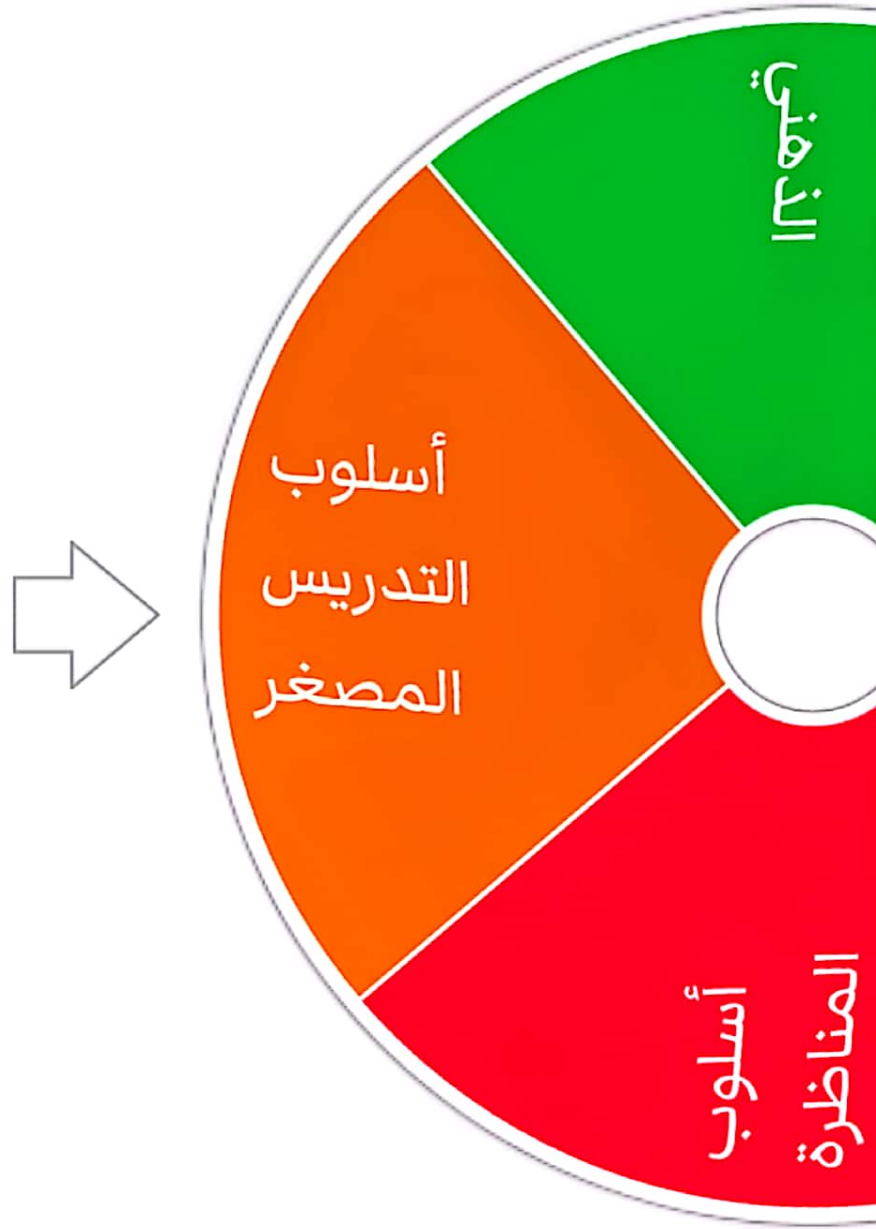 الذهني
أسلوب
التدريس
المصغر
أسلوب
المناظرة